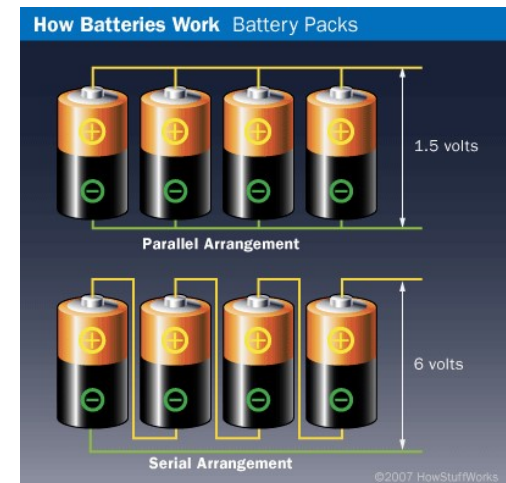 How Batteries Work Battery Packs
1.5 volts
Parallel Arrangement
6 volts
Serial Arrangement
©2007 HowStuffWorks